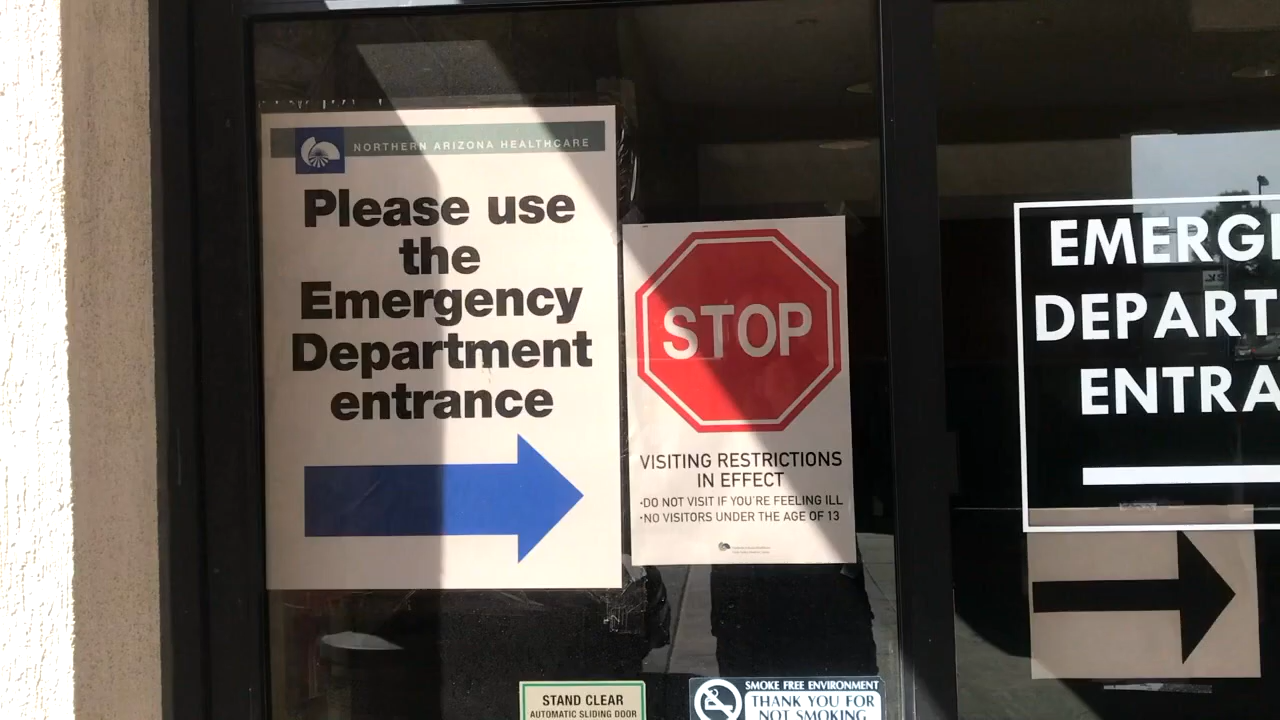 NORTHERN ARIZONA HEALTHCARE
Please use
the
Emergency
Department
entrance
STOP
VISITING RESTRICTIONS
IN EFFECT
•DO NOT VISIT IF YOU'RE FEELING ILL
•NO VISITORS UNDER THE AGE OF 13
EMERG
DEPART
ENTRA
STAND CLEAR
AUTOMATIC SLIDING DOOR
SMOKE FREE ENVIRONMENT
THANK YOU FOR
NOT SMOKING